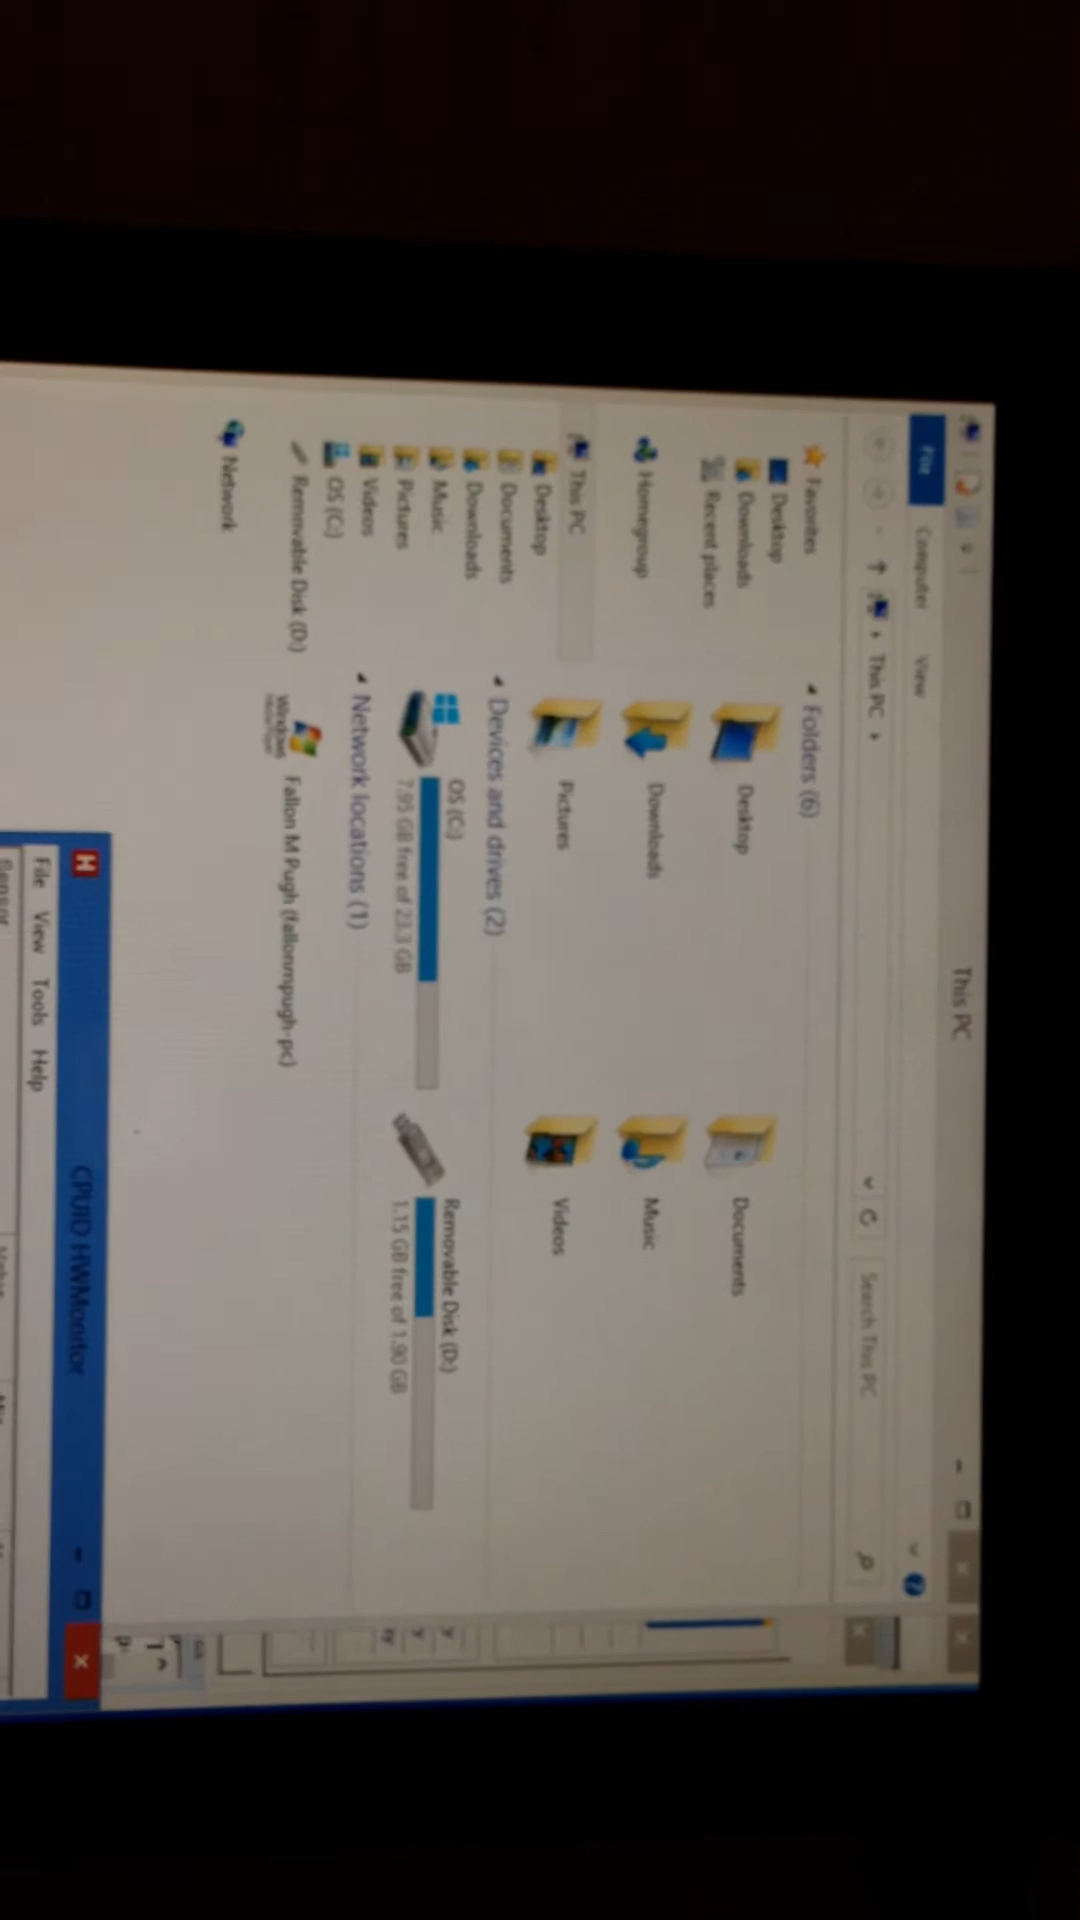 This PC
File Computer View
This PC
Search This PC
Favorites
Desktop
Downloads
Recent places
Homegroup
This PC
Desktop
Documents
Downloads
Music
Pictures
Videos
OS (C:)
Removable Disk (D:)
Network
Folders (6)
Desktop
Documents
Downloads
Music
Pictures
Videos
Devices and drives (2)
OS (C:)
7.95 GB free of 23.3 GB
Removable Disk (D:)
1.15 GB free of 1.90 GB
Network locations (1)
Windows
Fallon M Pugh (fallonmpugh-pc)
CPUID HWMonitor
File View Tools Help
Sensor